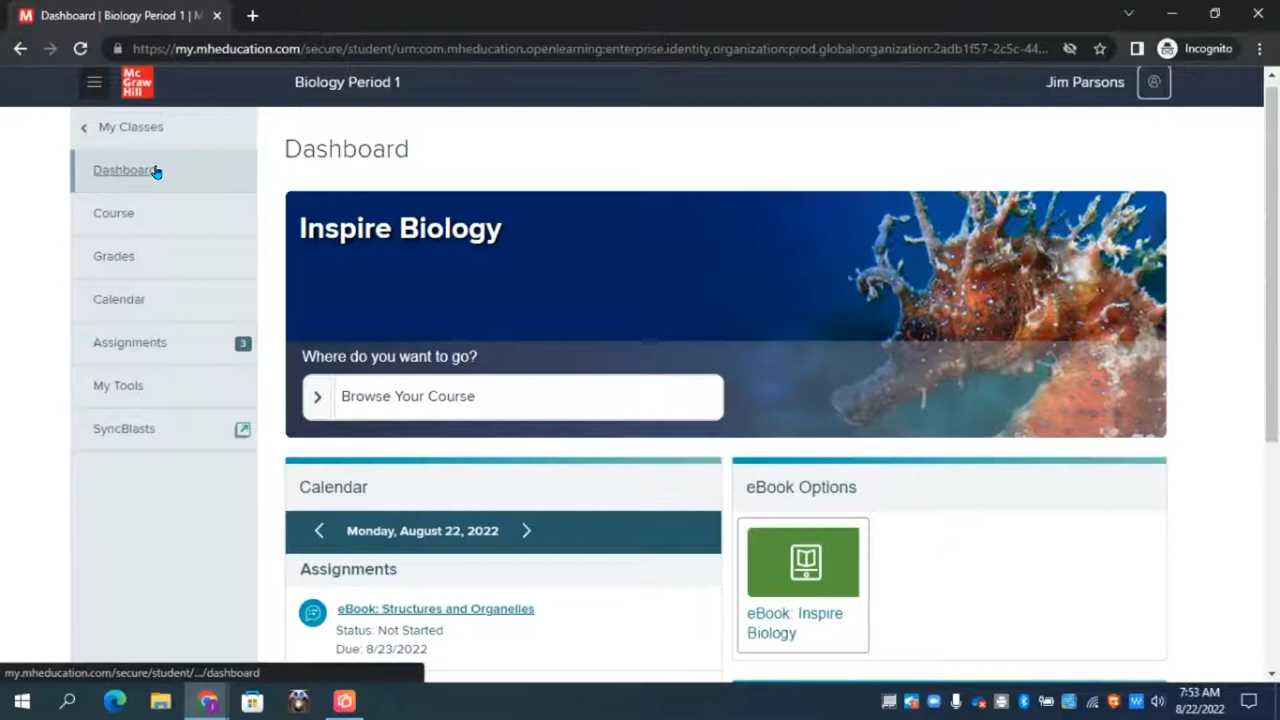 Dashboard | Biology Period 1 | M
https://my.mheducation.com/secure/student/urn:com.mheducation.openlearning:enterprise.identity.organization:prod.global:organization:2adb1f57-2c5c-44...
Incognito
Mc
Graw
Hill
Biology Period 1
Jim Parsons
My Classes
Dashboard
Course
Grades
Calendar
Assignments 3
My Tools
SyncBlasts
Dashboard
Inspire Biology
Where do you want to go?
Browse Your Course
Calendar
Monday, August 22, 2022
Assignments
eBook: Structures and Organelles
Status: Not Started
Due: 8/23/2022
eBook Options
eBook: Inspire
Biology
my.mheducation.com/secure/student/.../dashboard
7:53 AM
8/22/2022